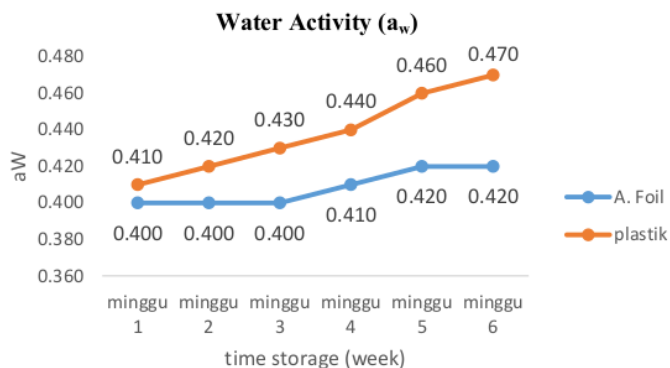 Water Activity (aw)
0.480
0.460
0.440
0.420
0.400
0.380
0.360
aW
0.410
0.420
0.430
0.440
0.460
0.470
0.400
0.400
0.400
0.410
0.420
0.420
A. Foil
plastik
minggu 1
minggu 2
minggu 3
minggu 4
minggu 5
minggu 6
time storage (week)